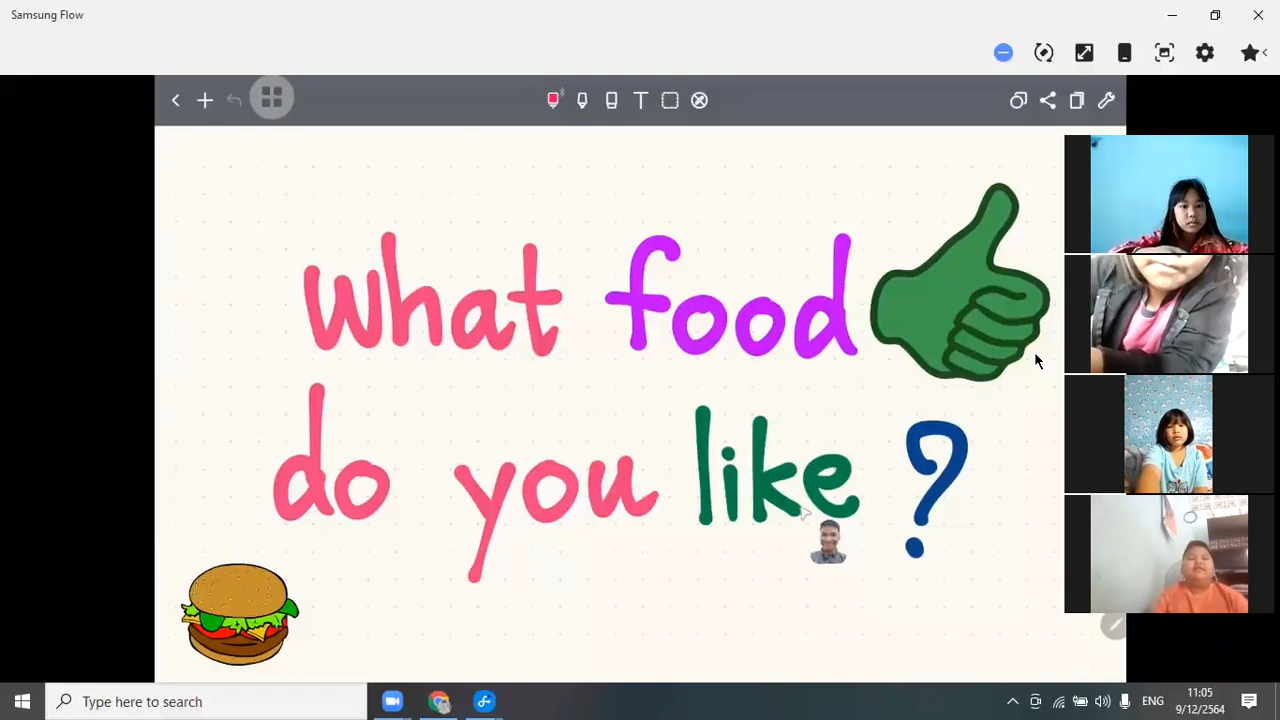 Samsung Flow
What food
do you like ?
Type here to search
ENG
11:05
9/12/2564